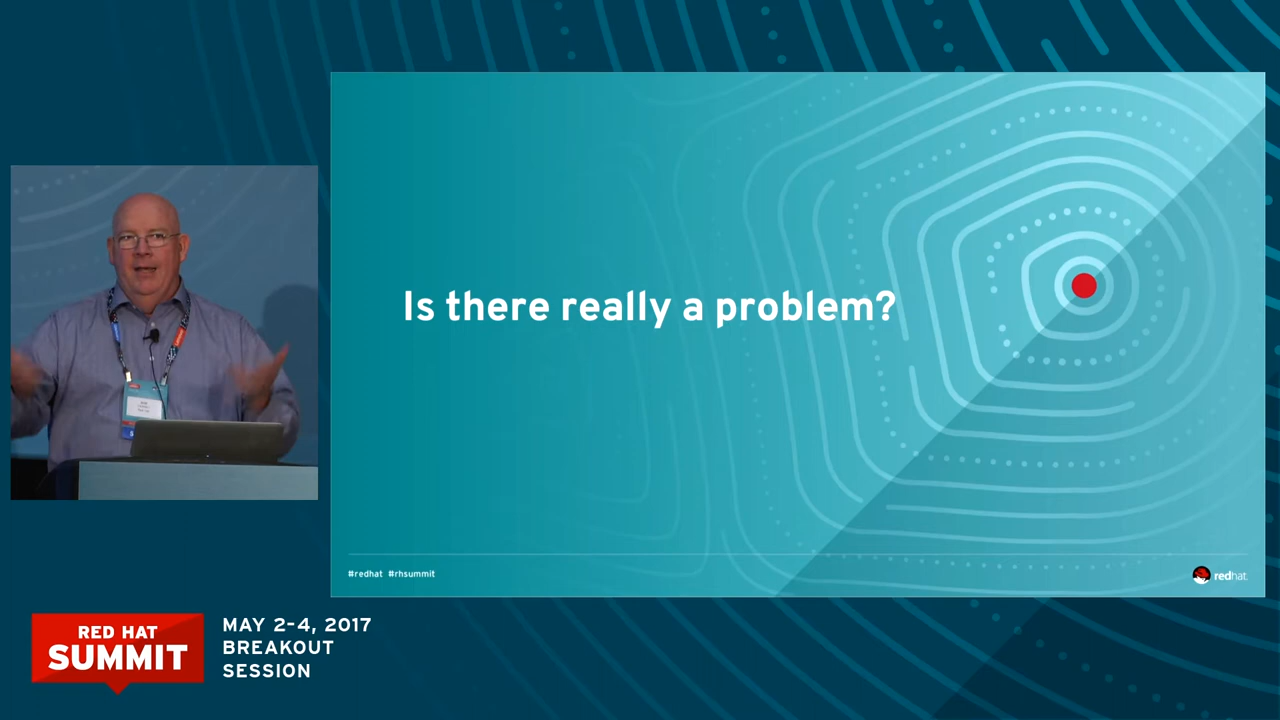 Is there really a problem?
#redhat #rhsummit
redhat.
RED HAT
SUMMIT
MAY 2-4, 2017
BREAKOUT
SESSION